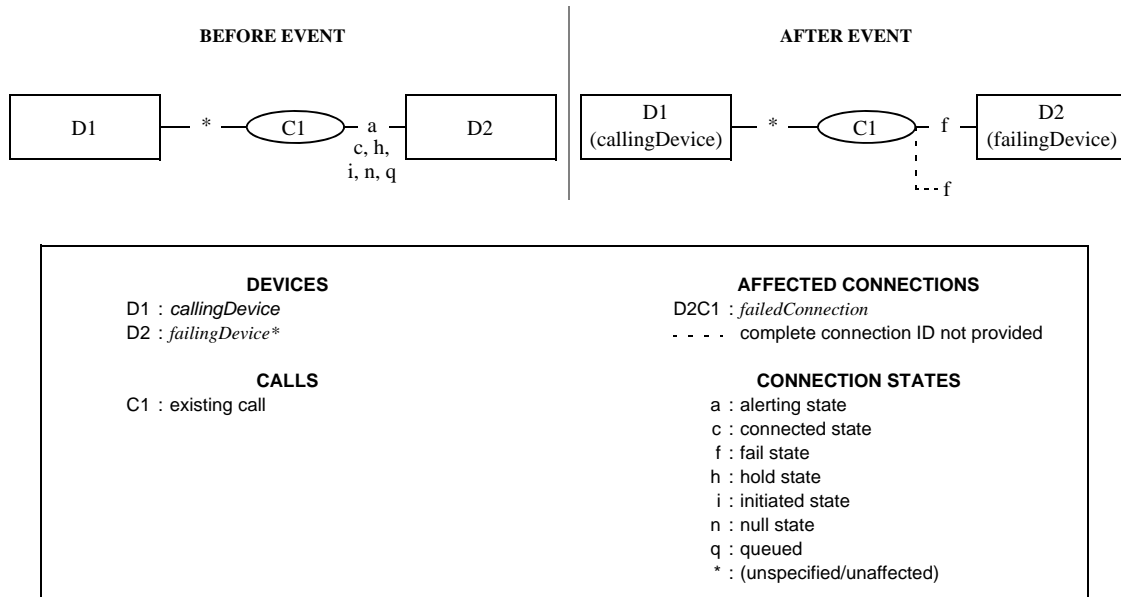 BEFORE EVENT
AFTER EVENT
D1
*
C1
a
c, h,
i, n, q
D2
D1
(callingDevice)
*
C1
f
D2
(failingDevice)
f
DEVICES
D1 : callingDevice
D2 : failingDevice*
CALLS
C1 : existing call
AFFECTED CONNECTIONS
D2C1 : failedConnection
- - - - complete connection ID not provided
CONNECTION STATES
a : alerting state
c : connected state
f : fail state
h : hold state
i : initiated state
n : null state
q : queued
* : (unspecified/unaffected)